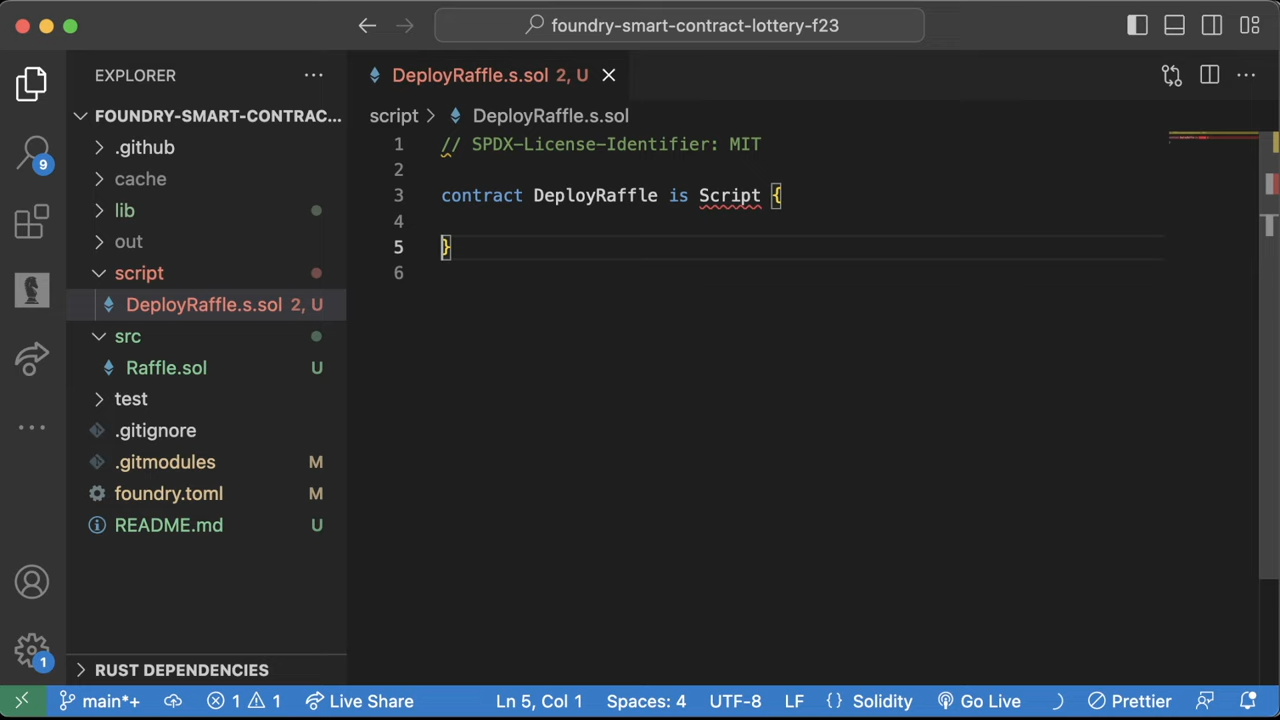 foundry-smart-contract-lottery-f23
EXPLORER
DeployRaffle.s.sol 2, U
FOUNDRY-SMART-CONTRAC...
script > DeployRaffle.s.sol
.github
cache
lib
out
script
DeployRaffle.s.sol 2, U
src
Raffle.sol U
test
.gitignore
.gitmodules M
foundry.toml M
README.md U
RUST DEPENDENCIES
9
1
1 // SPDX-License-Identifier: MIT
2
3 contract DeployRaffle is Script {
4
5 }
6
main*+ 1 1 Live Share Ln 5, Col 1 Spaces: 4 UTF-8 LF {} Solidity Go Live Prettier